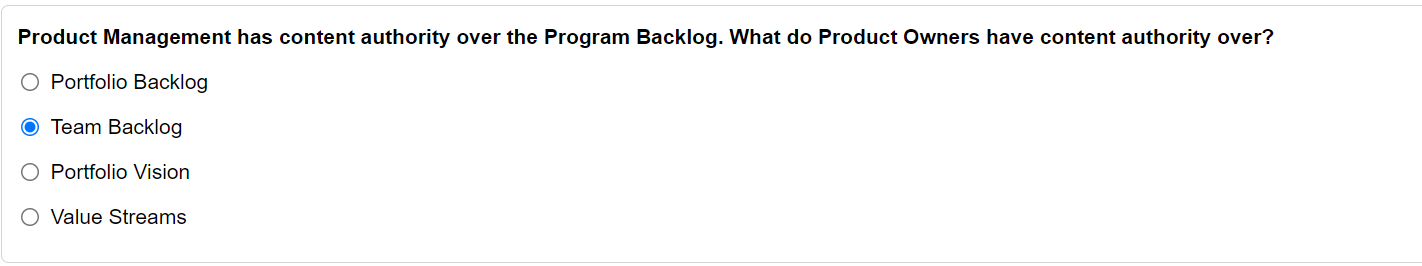 Product Management has content authority over the Program Backlog. What do Product Owners have content authority over?
Portfolio Backlog
Team Backlog
Portfolio Vision
Value Streams